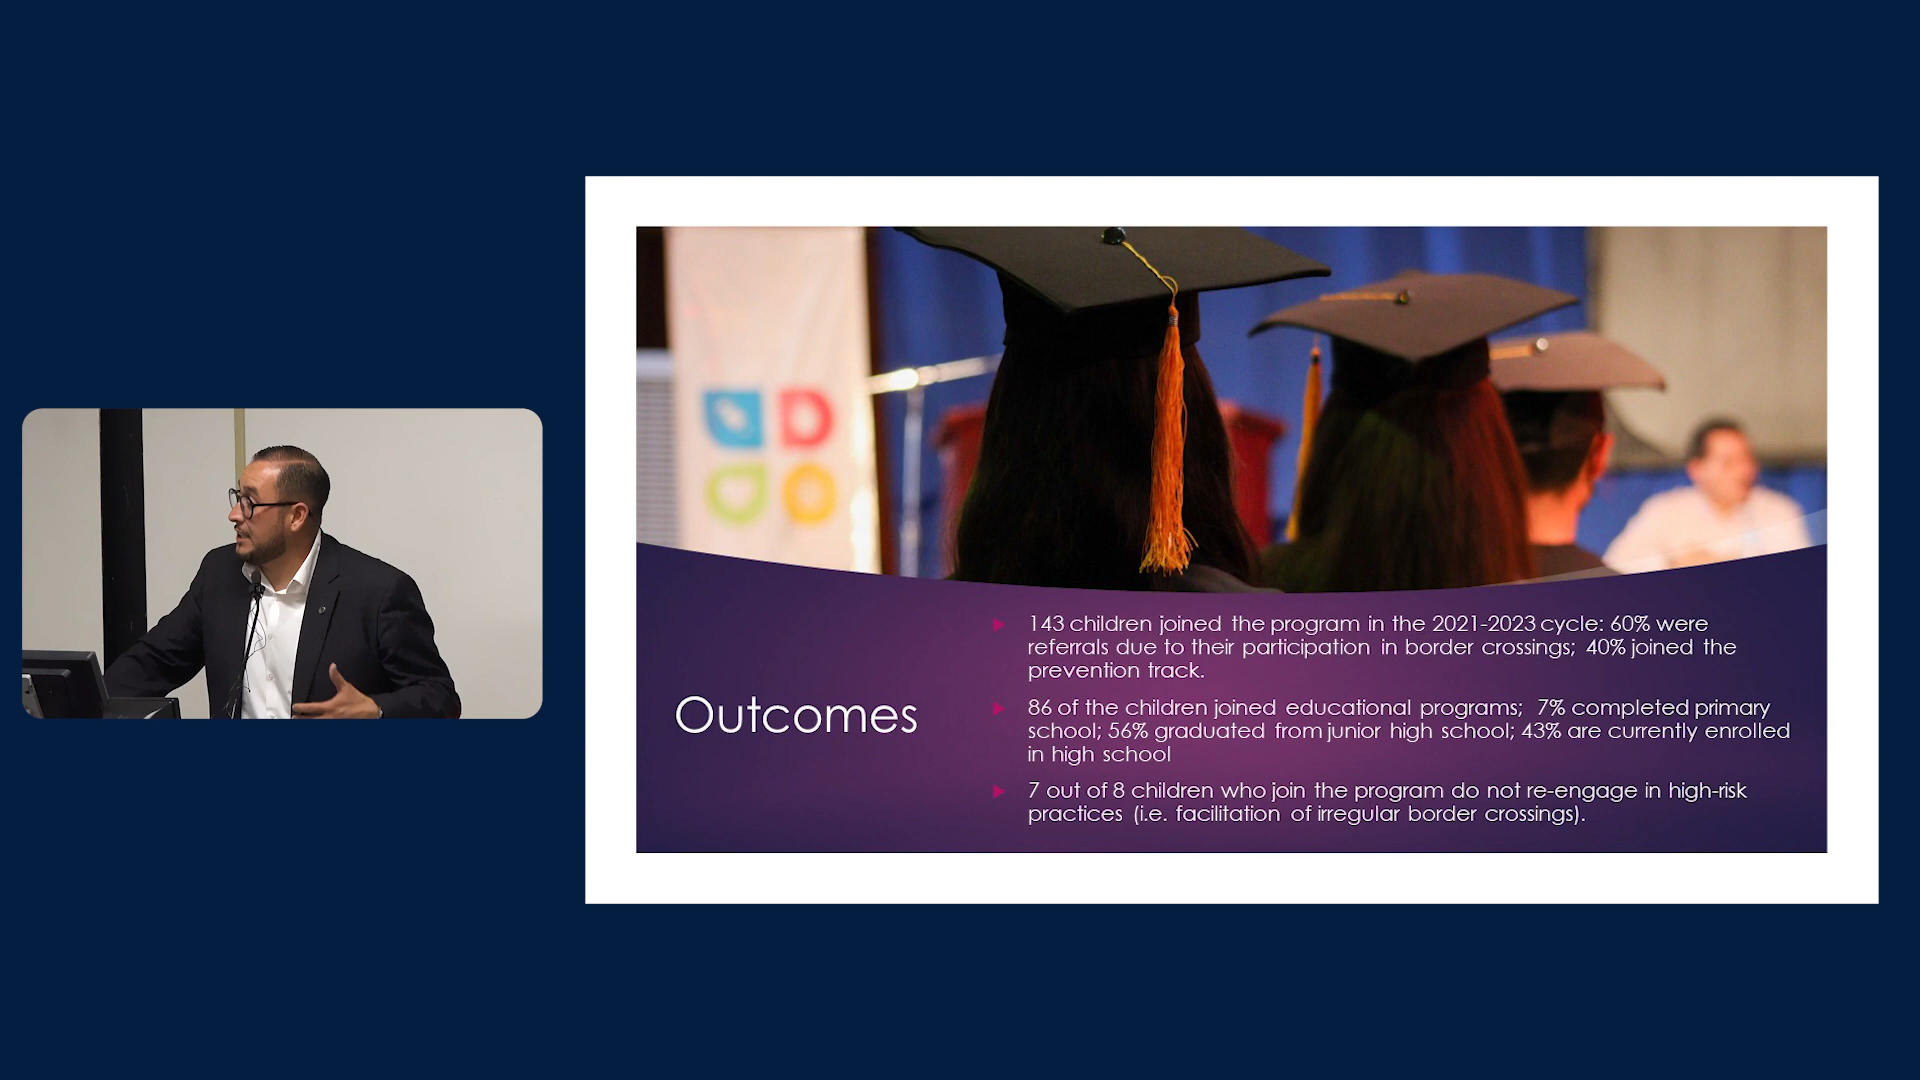 D
Outcomes
143 children joined the program in the 2021-2023 cycle: 60% were
referrals due to their participation in border crossings; 40% joined the
prevention track.
86 of the children joined educational programs; 7% completed primary
school; 56% graduated from junior high school; 43% are currently enrolled
in high school
7 out of 8 children who join the program do not re-engage in high-risk
practices (i.e. facilitation of irregular border crossings).